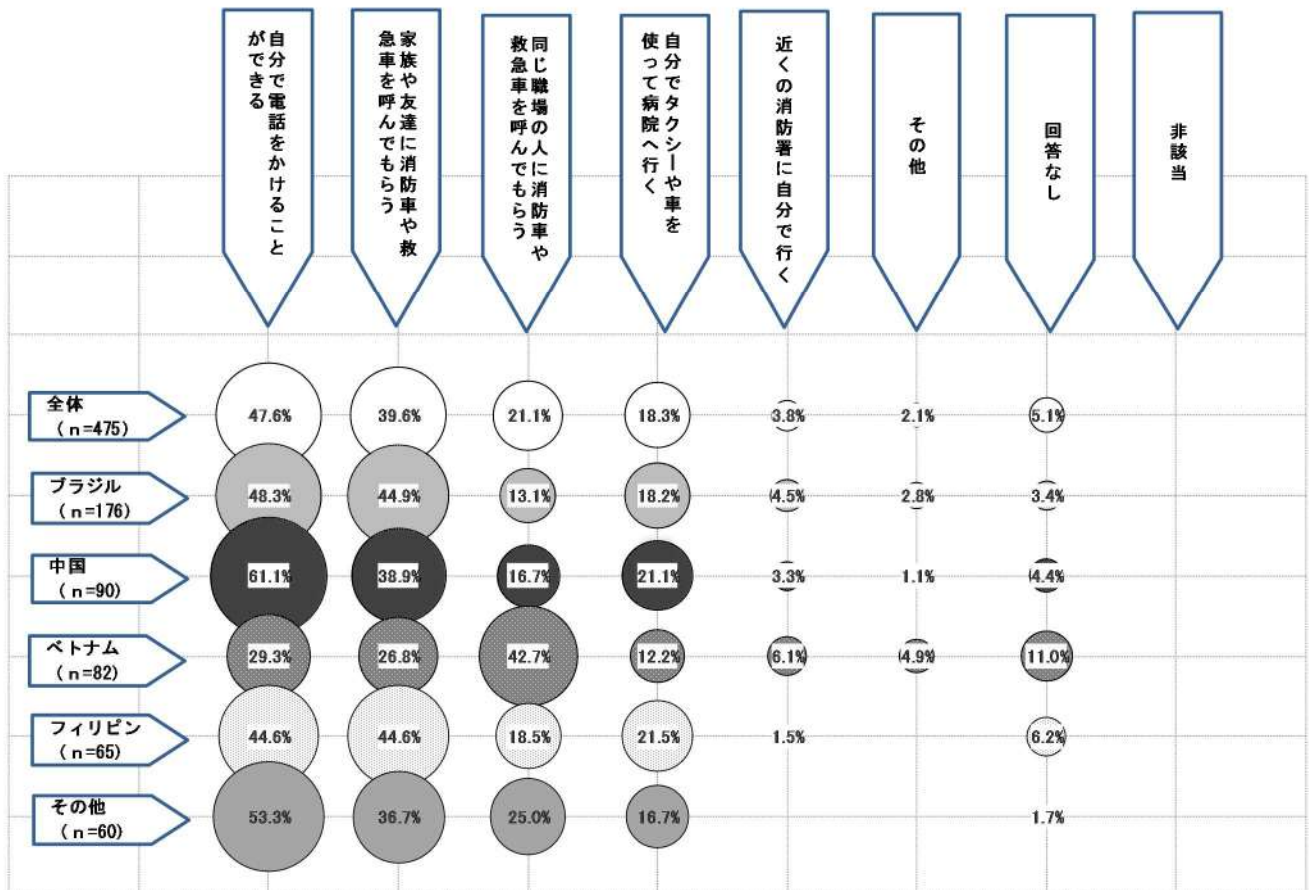 自分で電話をかけること
ができる
家族や友達に消防車や救
急車を呼んでもらう
同じ職場の人に消防車や
救急車を呼んでもらう
自分でタクシーや車を
使って病院へ行く
近くの消防署に自分で行く
その他
回答なし
非該当
全体
(n=475)
47.6%
39.6%
21.1%
18.3%
3.8%
2.1%
5.1%
ブラジル
(n=176)
48.3%
44.9%
13.1%
18.2%
4.5%
2.8%
3.4%
中国
(n=90)
61.1%
38.9%
16.7%
21.1%
3.3%
1.1%
4.4%
ベトナム
(n=82)
29.3%
26.8%
42.7%
12.2%
6.1%
4.9%
11.0%
フィリピン
(n=65)
44.6%
44.6%
18.5%
21.5%
1.5%
6.2%
その他
(n=60)
53.3%
36.7%
25.0%
16.7%
1.7%